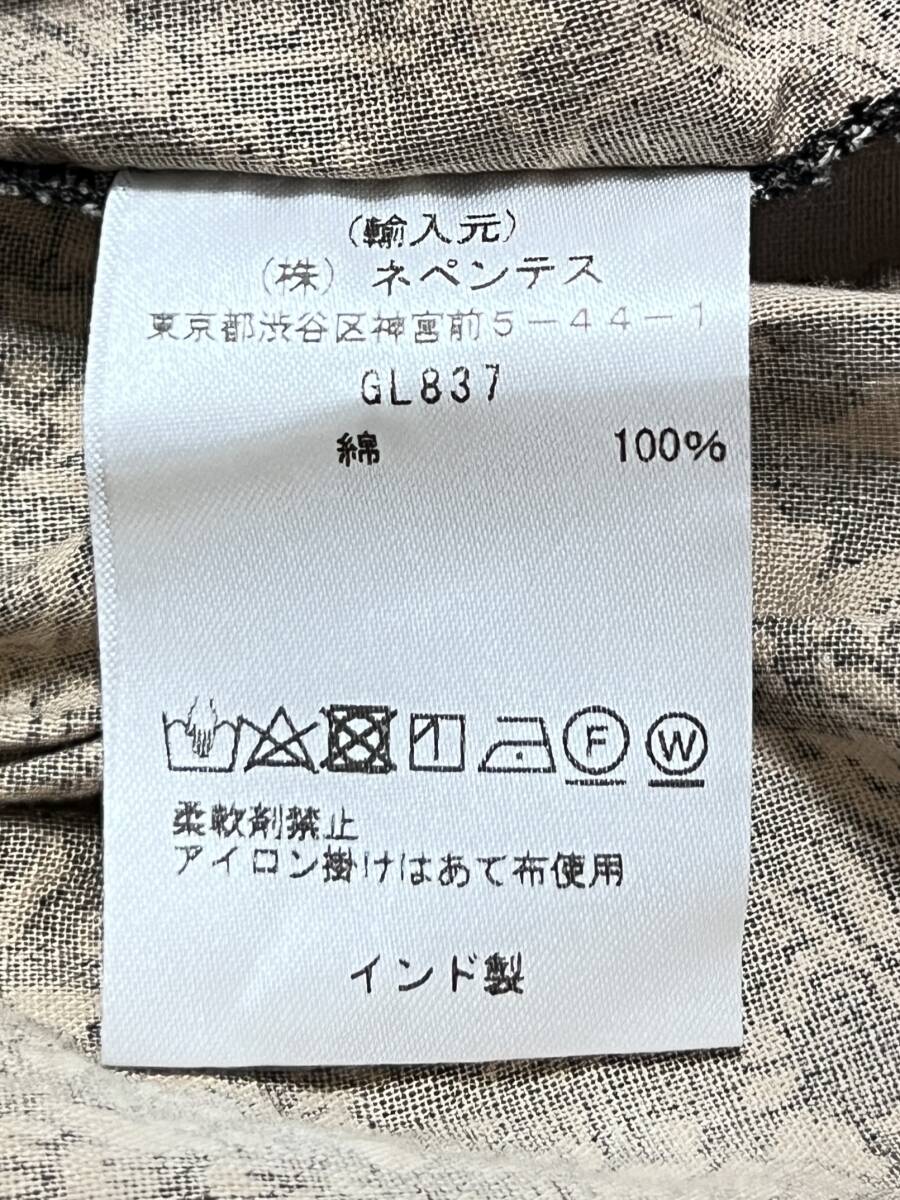 (輸入元)
(株) ネペンテス
東京都渋谷区神宮前5-44-1
GL837
綿 100%
F W
柔軟剤禁止
アイロン掛けはあて布使用
インド製